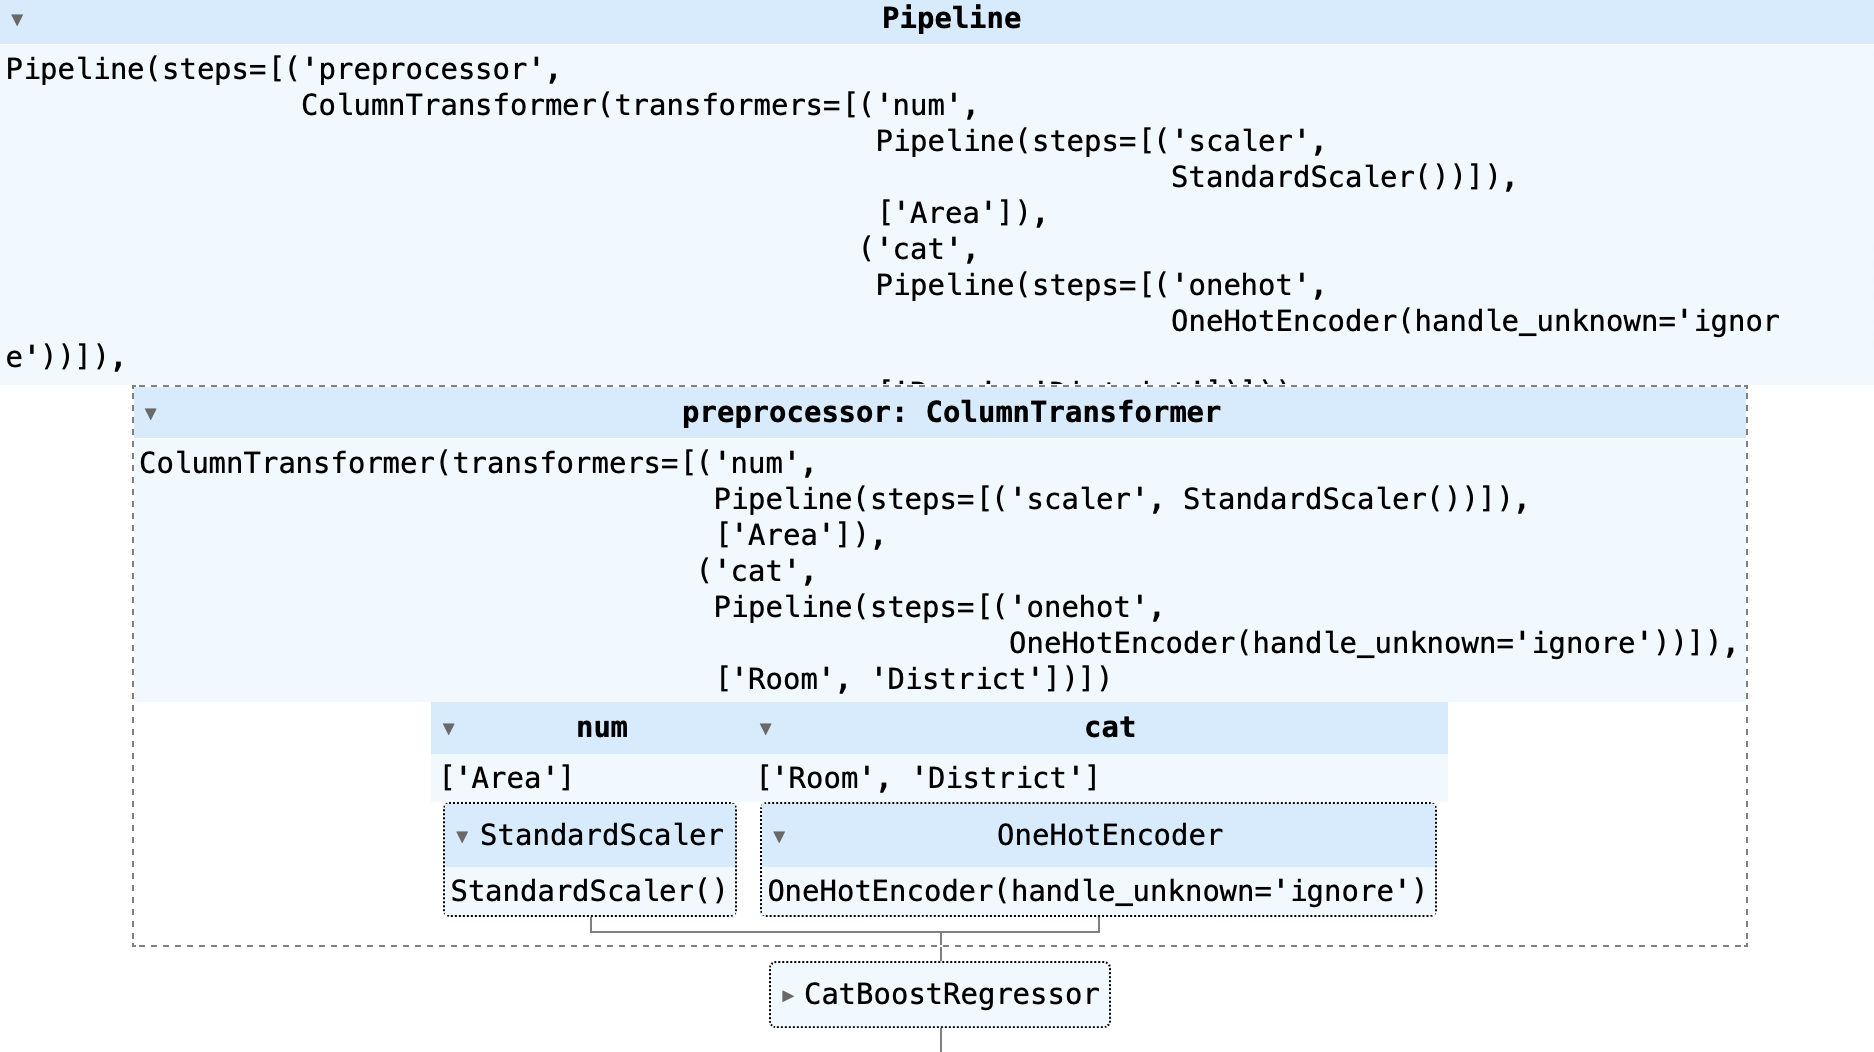 Pipeline
Pipeline(steps=[('preprocessor',
ColumnTransformer(transformers=[('num',
Pipeline(steps=[('scaler',
StandardScaler())]),
['Area']),
('cat',
Pipeline(steps=[('onehot',
OneHotEncoder(handle_unknown='ignor
e'))]),
preprocessor: ColumnTransformer
ColumnTransformer(transformers=[('num',
Pipeline(steps=[('scaler', StandardScaler())]),
['Area']),
('cat',
Pipeline(steps=[('onehot',
OneHotEncoder(handle_unknown='ignore'))]),
['Room', 'District'])])
num cat
['Area'] ['Room', 'District']
StandardScaler OneHotEncoder
StandardScaler() OneHotEncoder(handle_unknown='ignore')
CatBoostRegressor